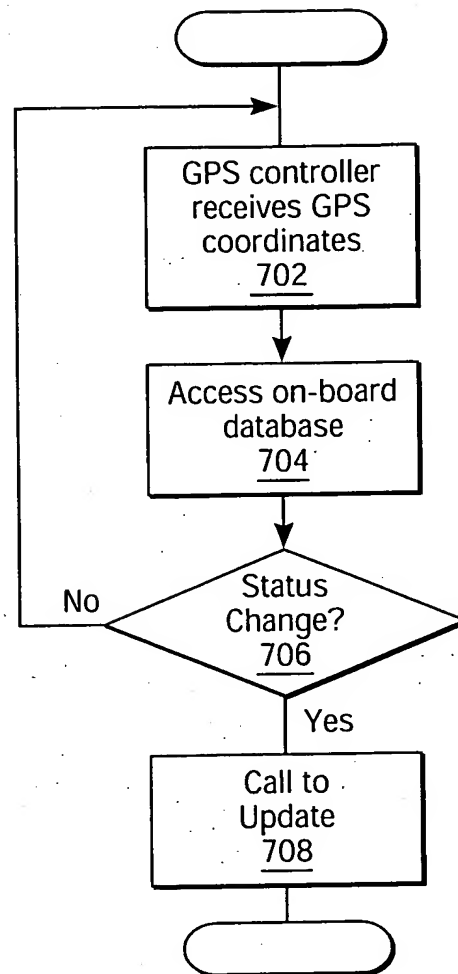 GPS controller
receives GPS
coordinates
702
Access on-board
database
704
Status
Change?
706
No
Yes
Call to
Update
708